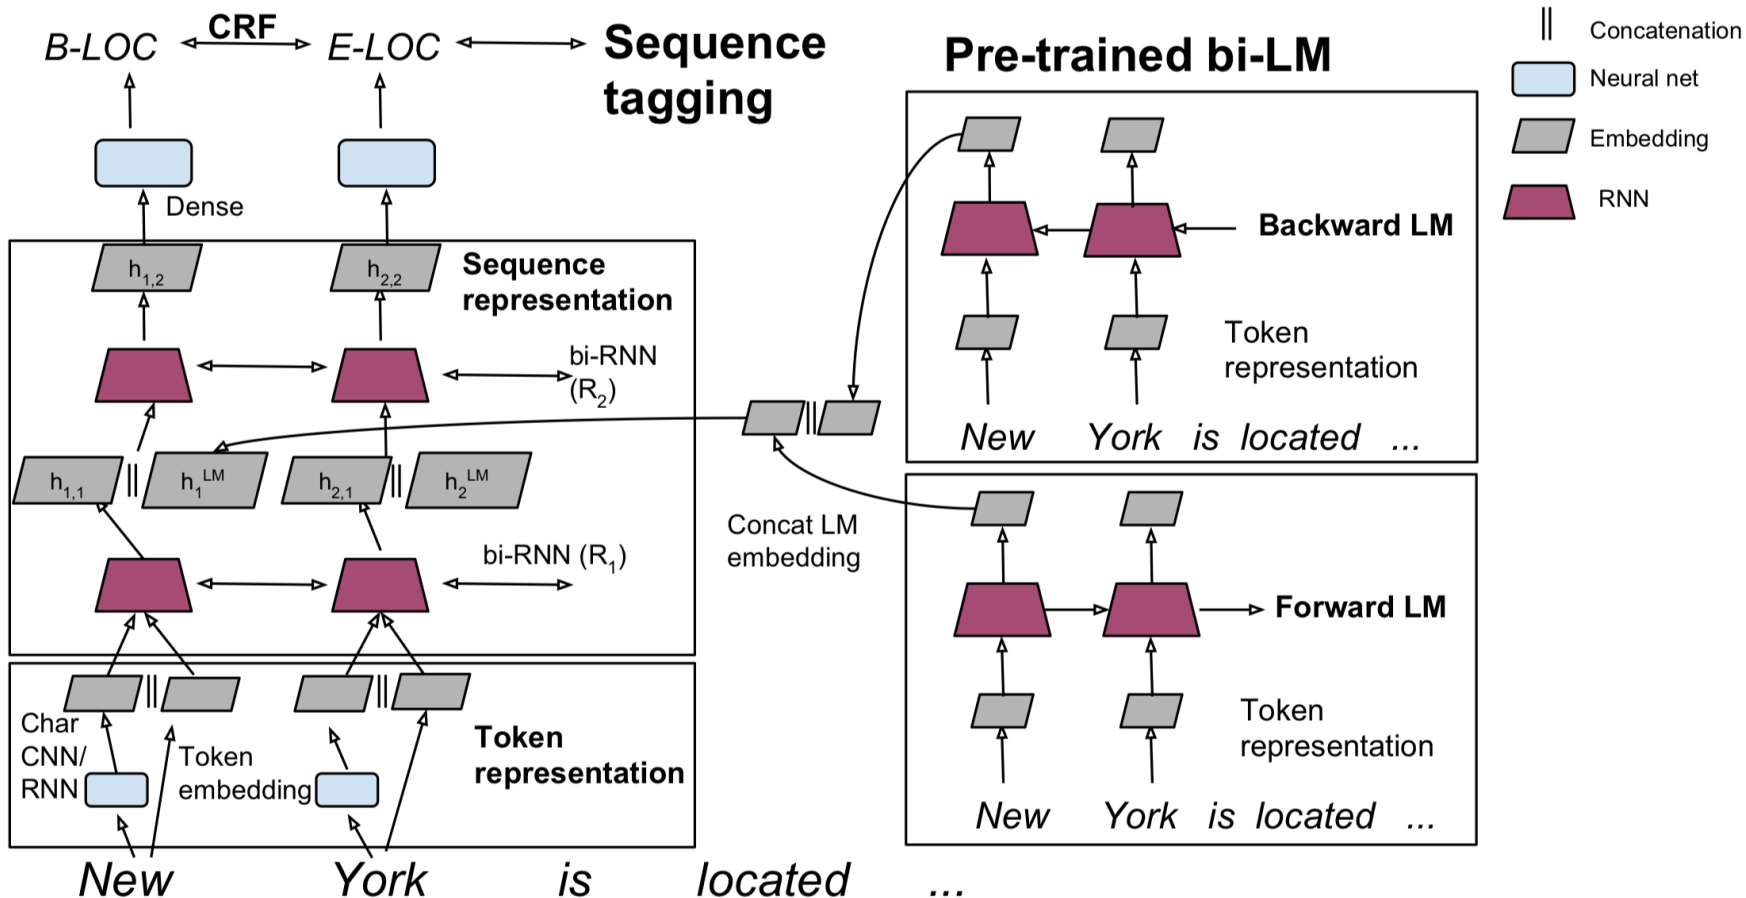 B-LOC
CRF
E-LOC
Sequence
tagging
Dense
h1,2
h2,2
Sequence
representation
bi-RNN
(R2)
h1,1
||
h1LM
h2,1
||
h2LM
bi-RNN (R1)
||
||
Char
CNN/
RNN
Token
embedding
Token
representation
New York is located ...
||
Concat LM
embedding
Pre-trained bi-LM
Backward LM
Token
representation
New York is located ...
Forward LM
Token
representation
New York is located ...
|| Concatenation
Neural net
Embedding
RNN